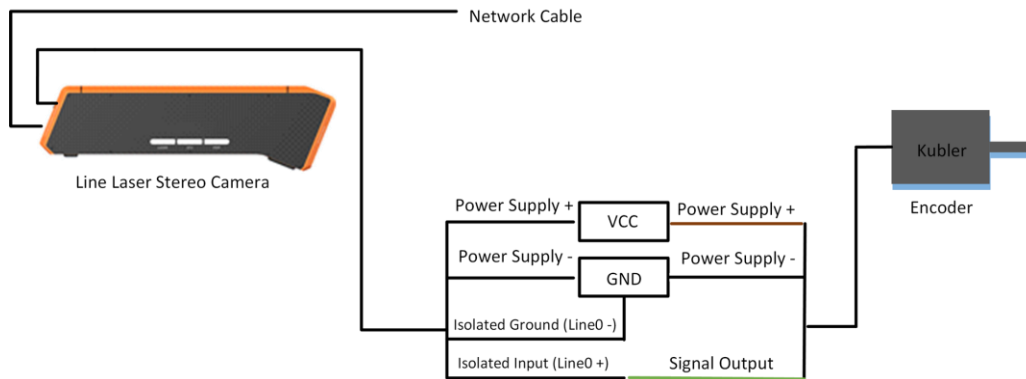 Network Cable
Line Laser Stereo Camera
Kubler
Encoder
Power Supply +
VCC
Power Supply +
Power Supply -
GND
Power Supply -
Isolated Ground (Line0 -)
Isolated Input (Line0 +)
Signal Output